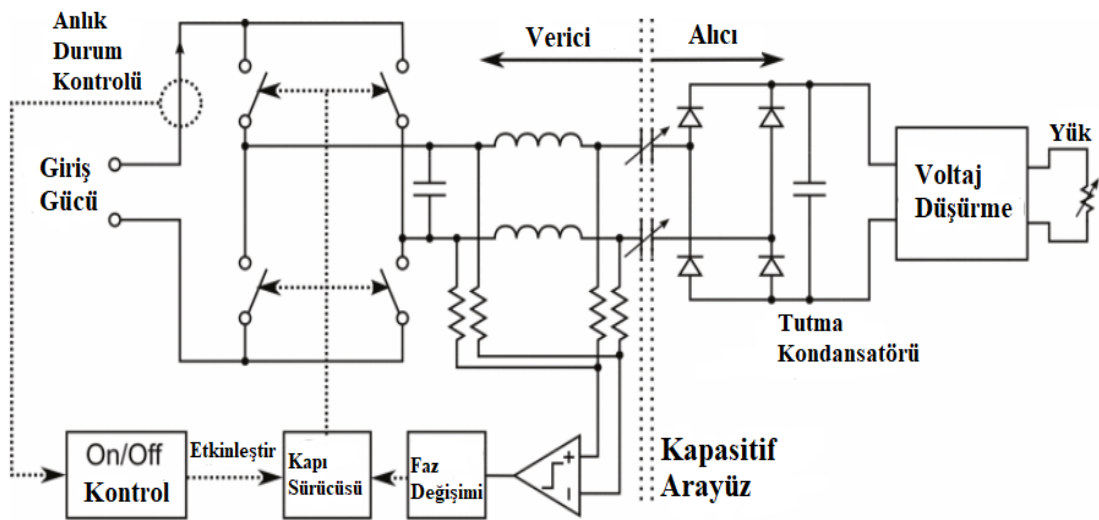 Anlık
Durum
Kontrolü
Verici
Alıcı
Giriş
Gücü
Voltaj
Düşürme
Yük
Tutma
Kondansatörü
On/Off
Kontrol
Etkinleştir
Kapı
Sürücüsü
Faz
Değişimi
+
–
Kapasitif
Arayüz